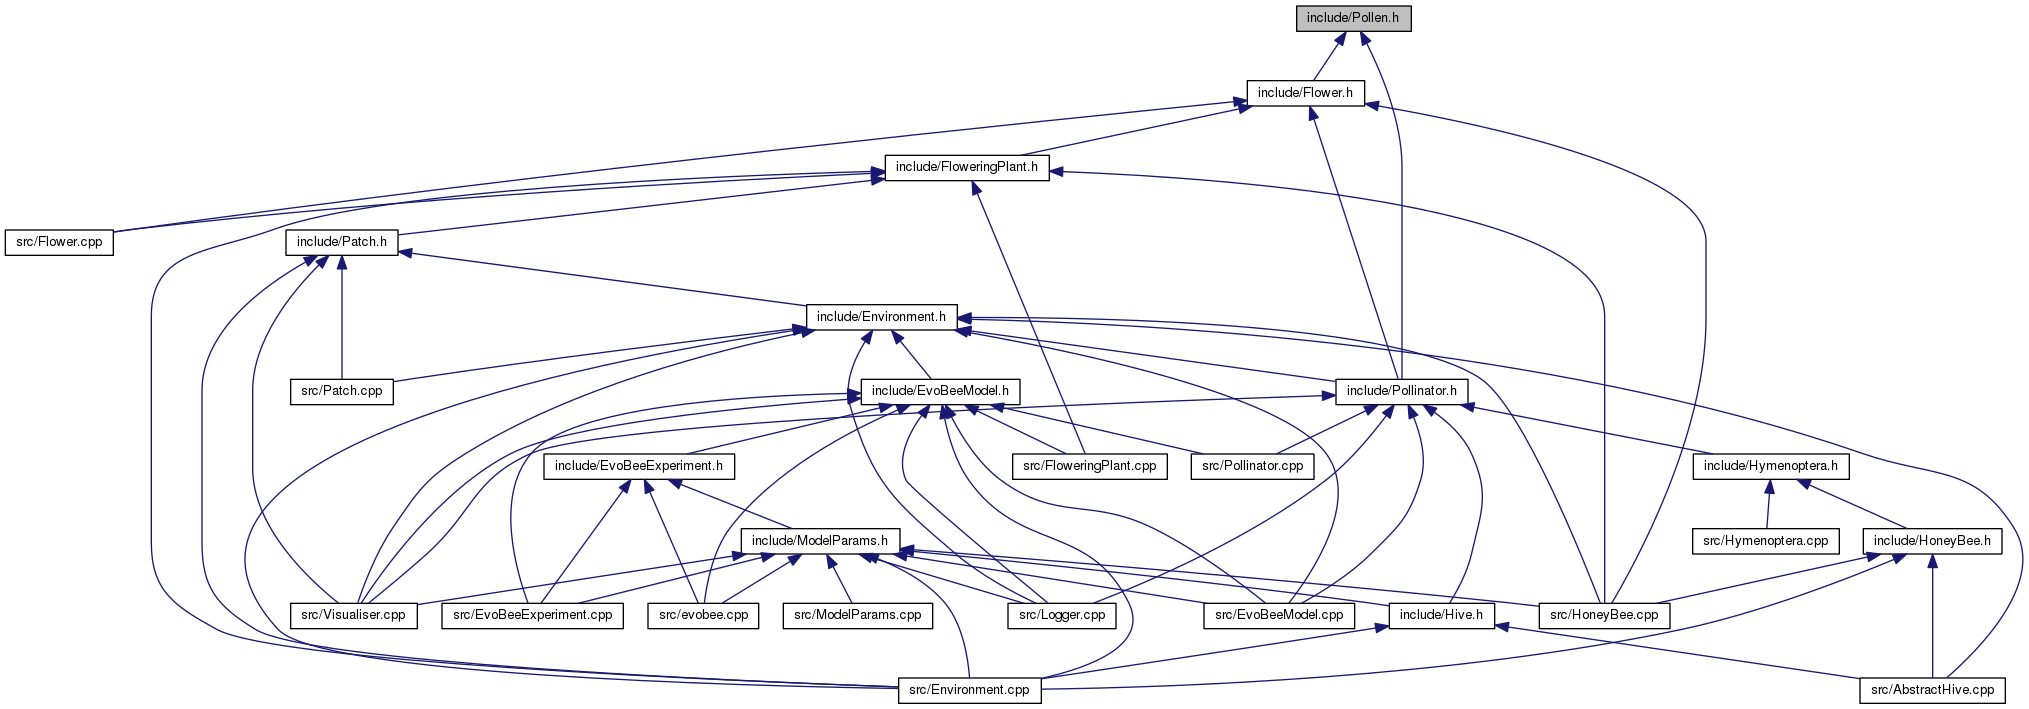 include/Pollen.h
include/Flower.h
include/FloweringPlant.h
src/Flower.cpp
include/Patch.h
include/Environment.h
src/Patch.cpp
include/EvoBeeModel.h
include/Pollinator.h
include/EvoBeeExperiment.h
src/FloweringPlant.cpp
src/Pollinator.cpp
include/Hymenoptera.h
include/ModelParams.h
src/Hymenoptera.cpp
include/HoneyBee.h
src/Visualiser.cpp
src/EvoBeeExperiment.cpp
src/evobee.cpp
src/ModelParams.cpp
src/Logger.cpp
src/EvoBeeModel.cpp
include/Hive.h
src/HoneyBee.cpp
src/Environment.cpp
src/AbstractHive.cpp